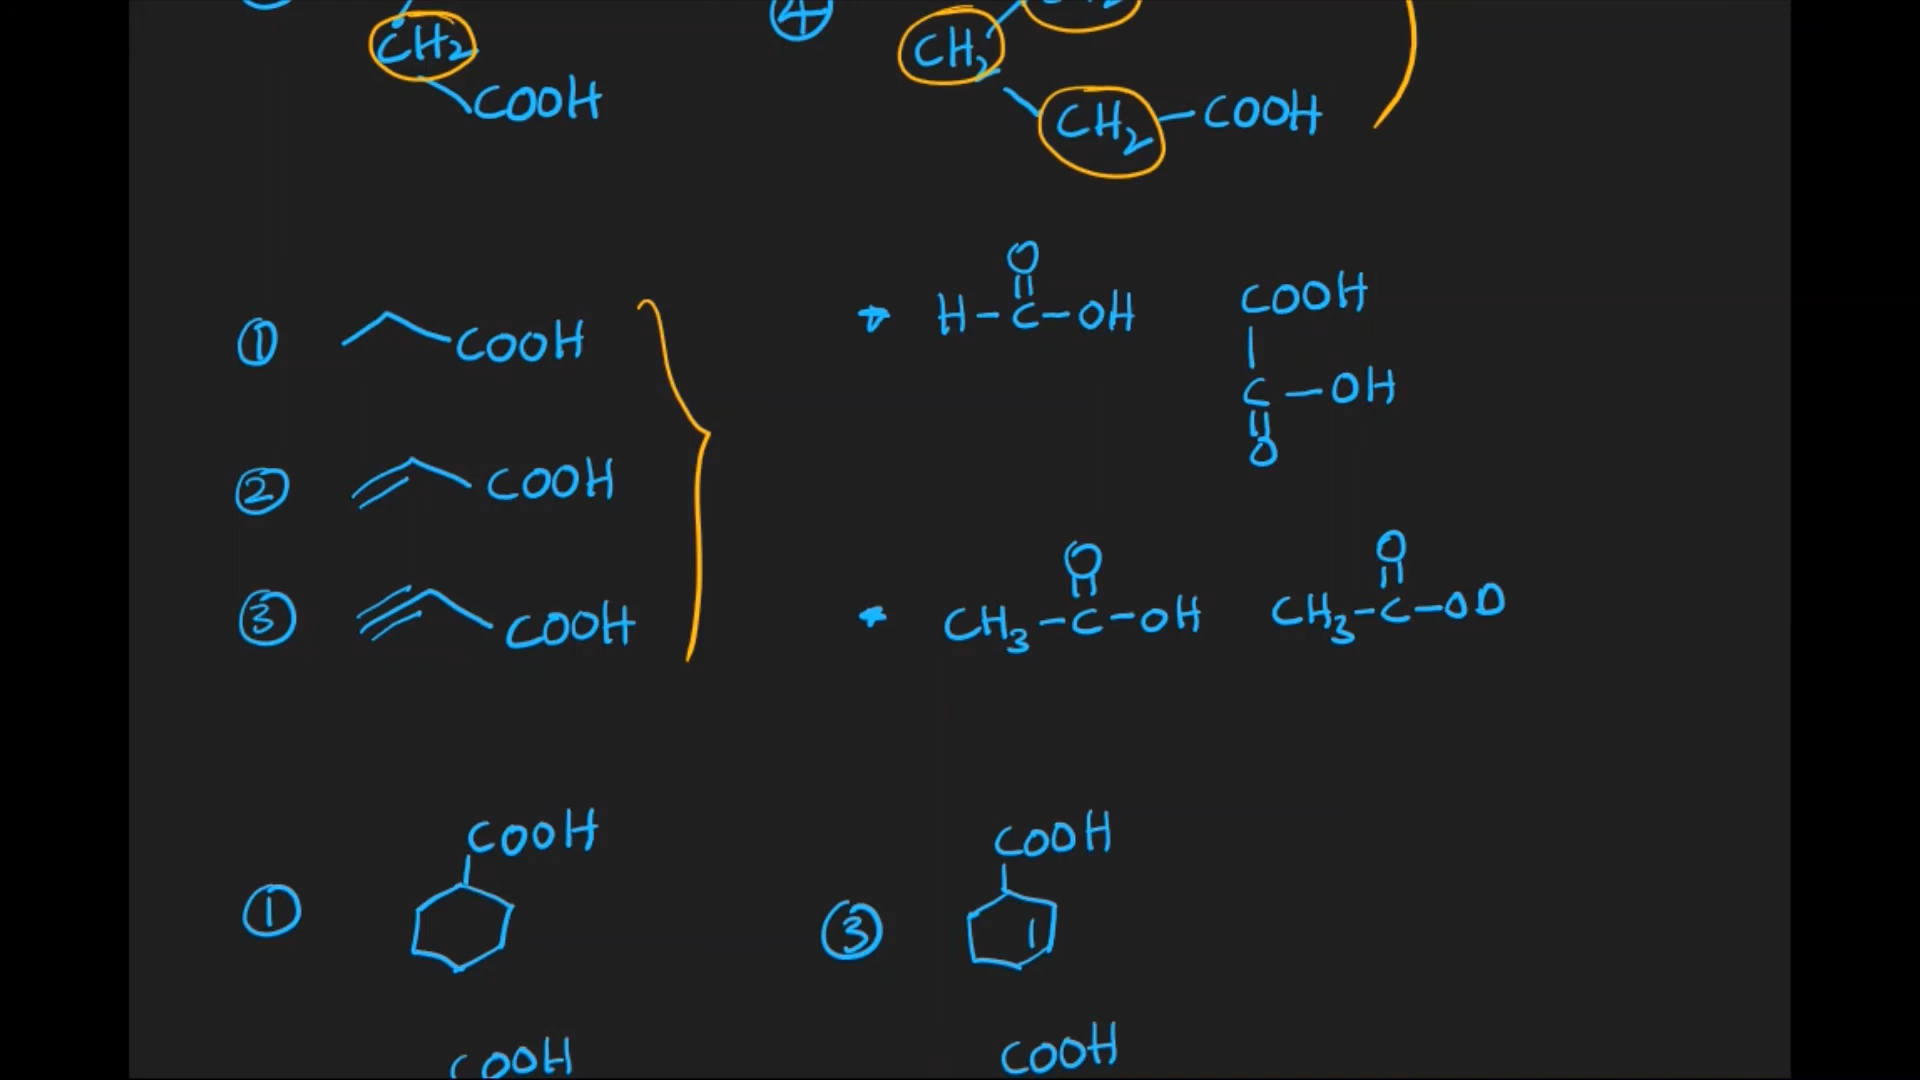 CH2
COOH
④
CH2
CH2 - COOH
① COOH
② COOH
③ COOH
O
H - C - OH
COOH
C - OH
O
O
CH3 - C - OH
O
CH3 - C - OD
① COOH
③ COOH
COOH
COOH